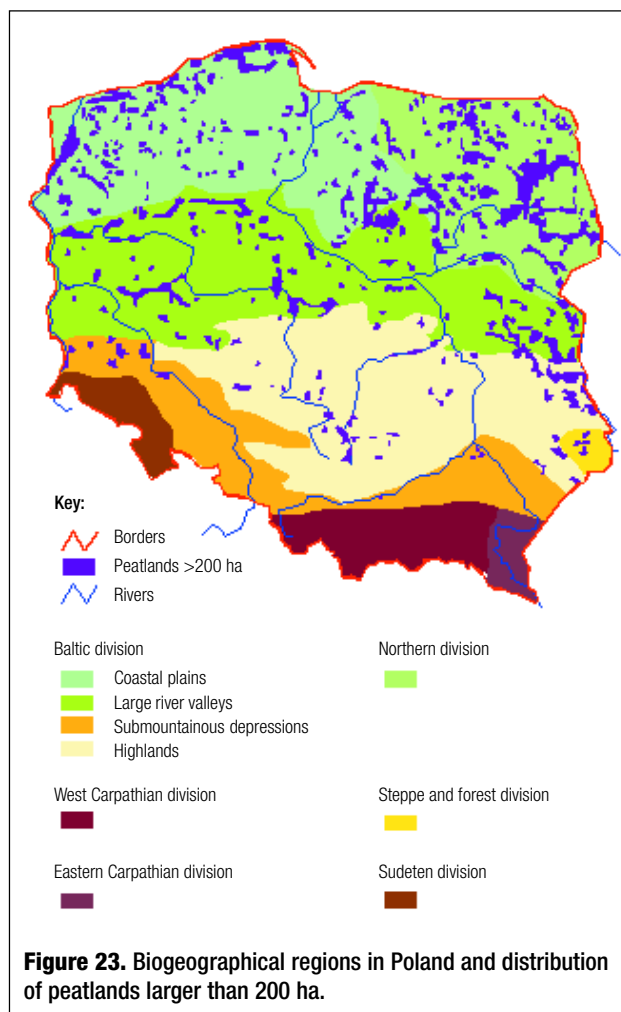 Key:
Borders
Peatlands >200 ha
Rivers
Baltic division
Coastal plains
Large river valleys
Submountainous depressions
Highlands
Northern division
West Carpathian division
Steppe and forest division
Eastern Carpathian division
Sudeten division
Figure 23. Biogeographical regions in Poland and distribution
of peatlands larger than 200 ha.